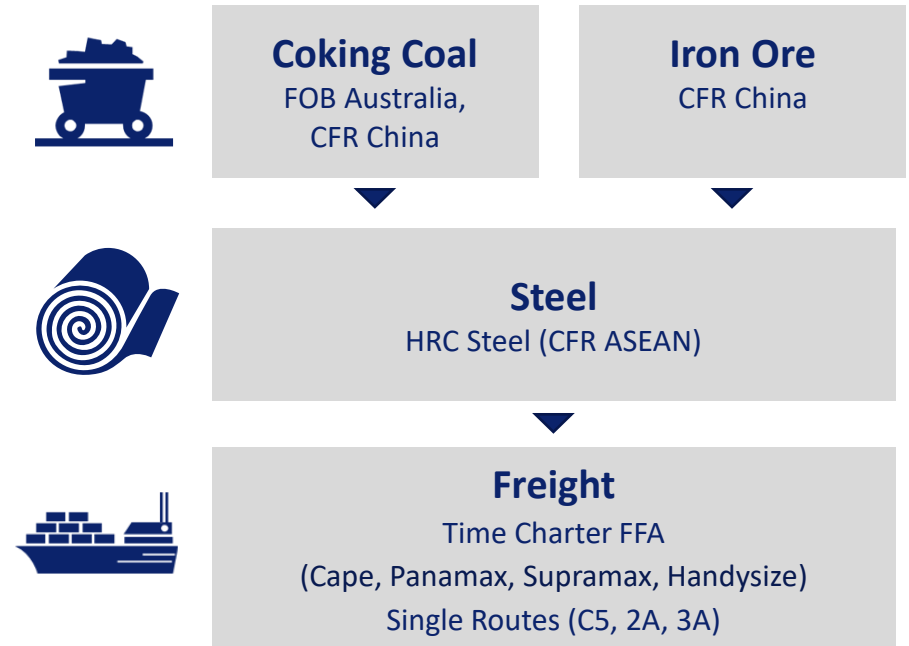 Coking Coal
FOB Australia,
CFR China
Iron Ore
CFR China
Steel
HRC Steel (CFR ASEAN)
Freight
Time Charter FFA
(Cape, Panamax, Supramax, Handysize)
Single Routes (C5, 2A, 3A)